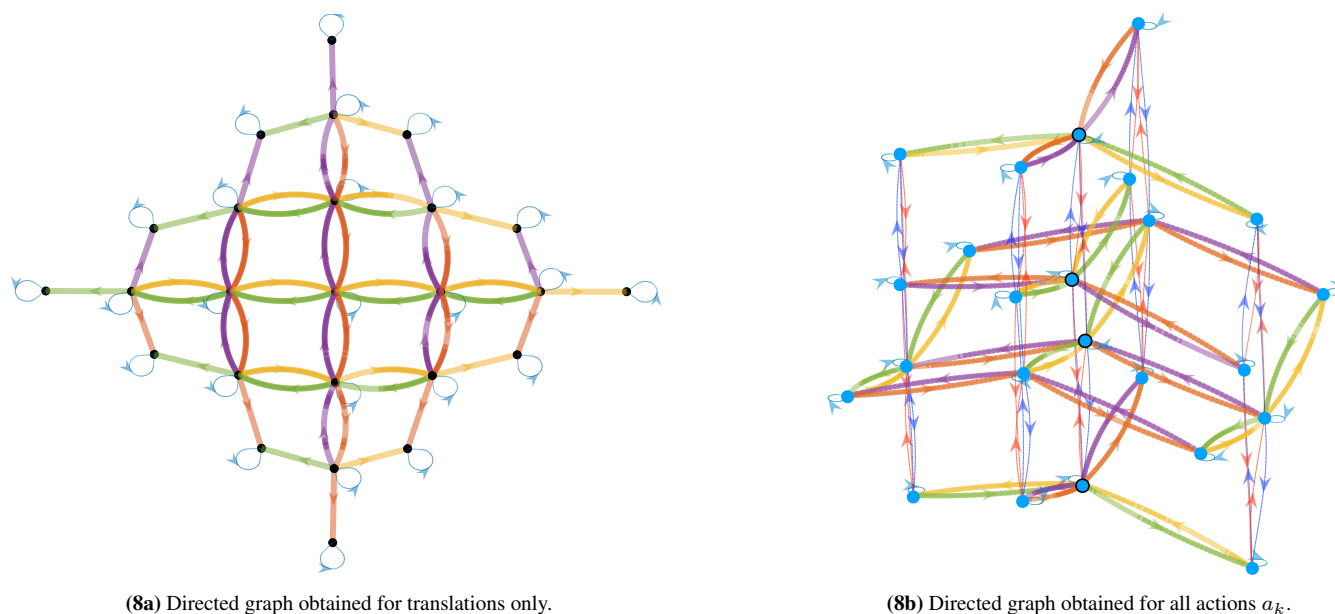 (8a) Directed graph obtained for translations only.
(8b) Directed graph obtained for all actions a_k.